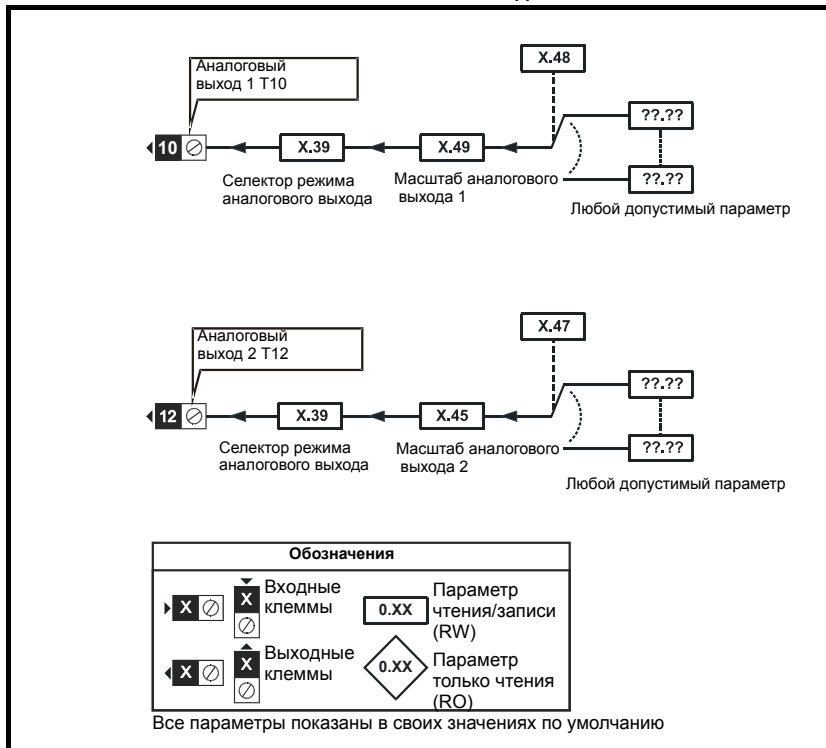 Аналоговый
выход 1 T10
X.48
??.??
10
X.39
X.49
??.??
Селектор режима
аналогового выхода
Масштаб аналогового
выхода 1
Любой допустимый параметр
Аналоговый
выход 2 T12
X.47
??.??
12
X.39
X.45
??.??
Селектор режима
аналогового выхода
Масштаб аналогового
выхода 2
Любой допустимый параметр
Обозначения
X
X
Входные
клеммы
0.XX
Параметр
чтения/записи
(RW)
X
X
Выходные
клеммы
0.XX
Параметр
только чтения
(RO)
Все параметры показаны в своих значениях по умолчанию